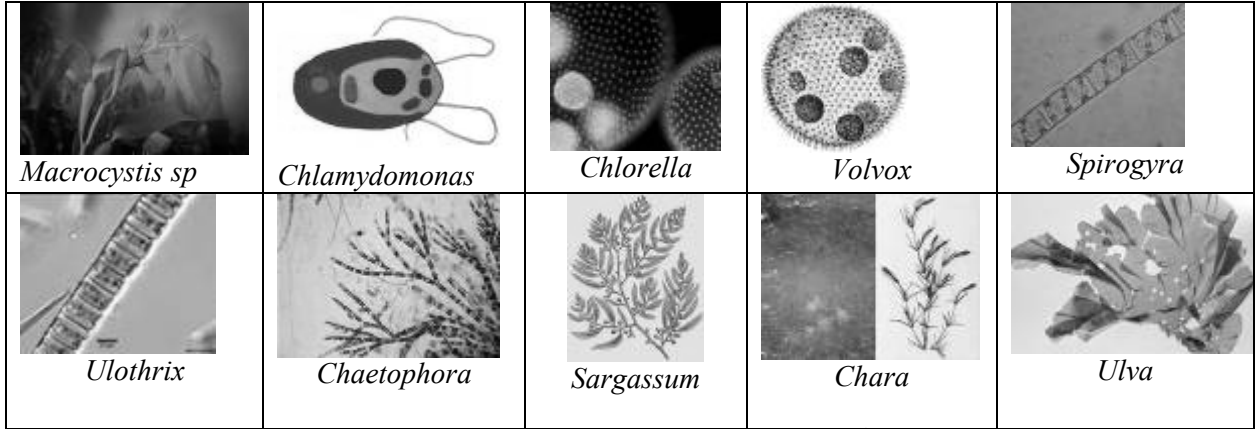 Macrocystis sp
Chlamydomonas
Chlorella
Volvox
Spirogyra
Ulothrix
Chaetophora
Sargassum
Chara
Ulva